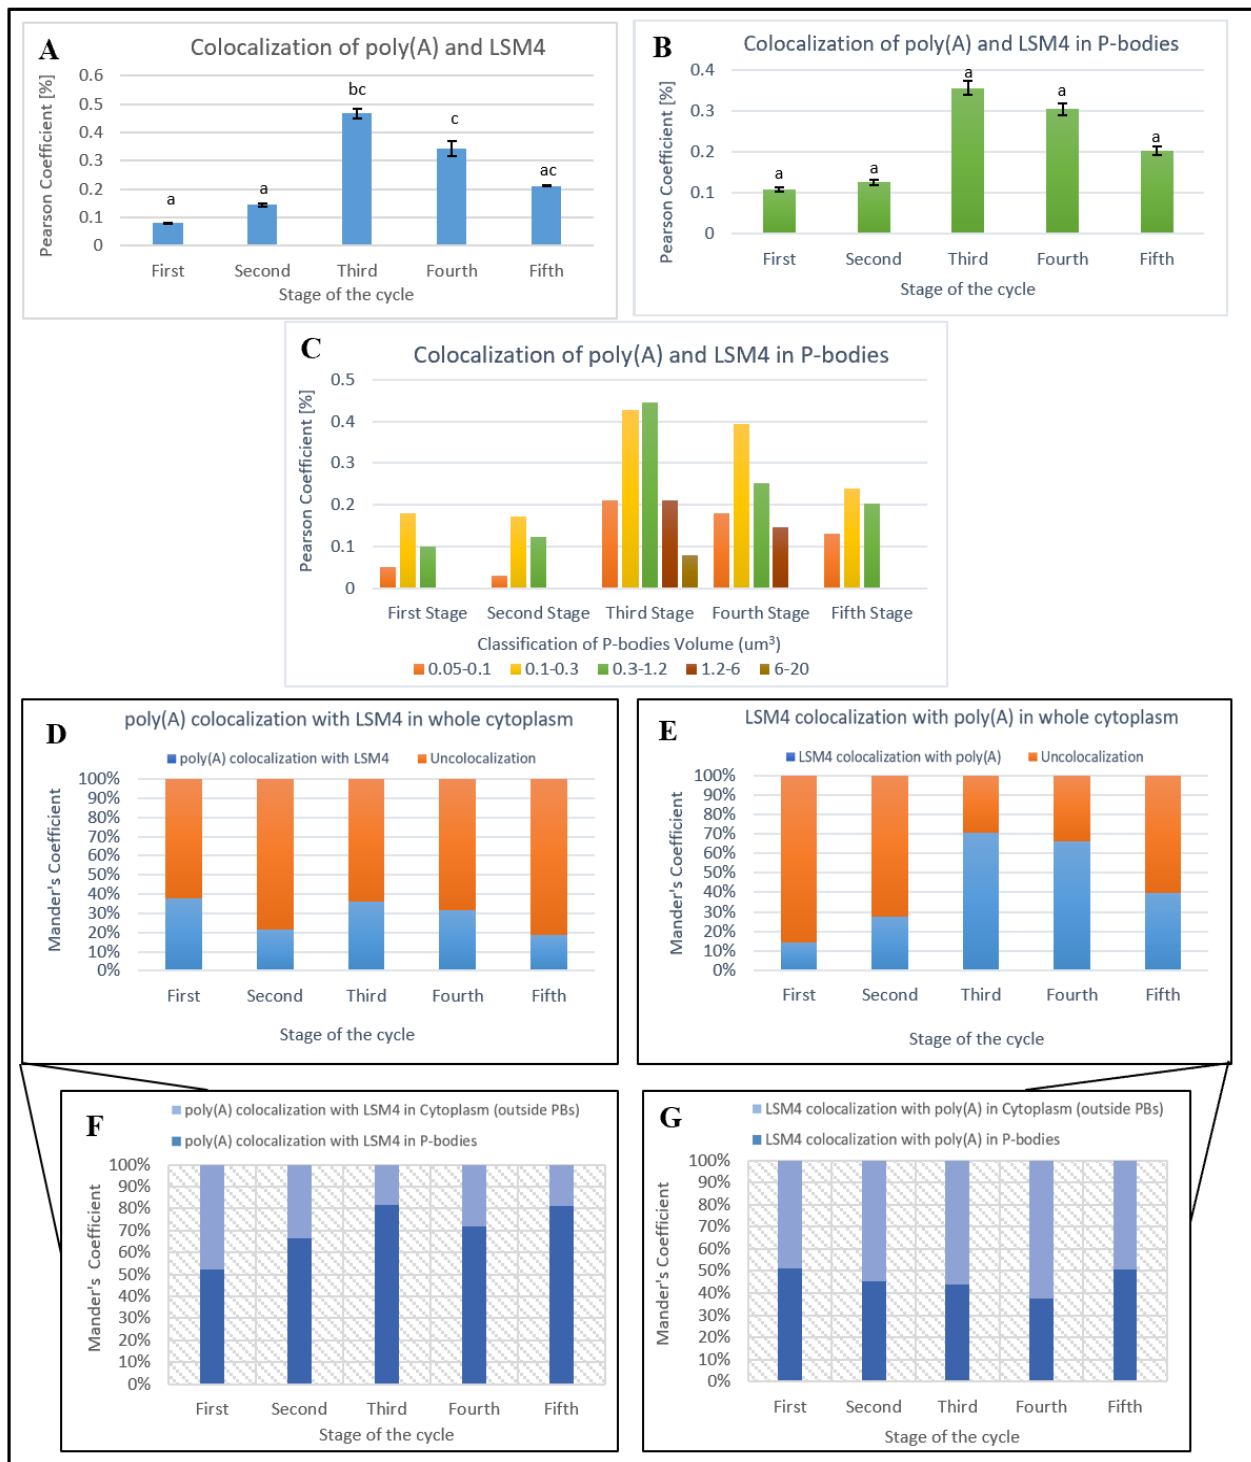 A
Colocalization of poly(A) and LSM4
Pearson Coefficient [%]
0.6
0.5
0.4
0.3
0.2
0.1
0
a
a
bc
c
ac
First Second Third Fourth Fifth
Stage of the cycle
B
Colocalization of poly(A) and LSM4 in P-bodies
Pearson Coefficient [%]
0.4
0.3
0.2
0.1
0
a
a
a
a
a
First Second Third Fourth Fifth
Stage of the cycle
C
Colocalization of poly(A) and LSM4 in P-bodies
Pearson Coefficient [%]
0.5
0.4
0.3
0.2
0.1
0
First Stage Second Stage Third Stage Fourth Stage Fifth Stage
Classification of P-bodies Volume (um³)
0.05-0.1 0.1-0.3 0.3-1.2 1.2-6 6-20
D
poly(A) colocalization with LSM4 in whole cytoplasm
poly(A) colocalization with LSM4 Uncolocalization
Mander's Coefficient
100%
90%
80%
70%
60%
50%
40%
30%
20%
10%
0%
First Second Third Fourth Fifth
Stage of the cycle
E
LSM4 colocalization with poly(A) in whole cytoplasm
LSM4 colocalization with poly(A) Uncolocalization
Mander's Coefficient
100%
90%
80%
70%
60%
50%
40%
30%
20%
10%
0%
First Second Third Fourth Fifth
Stage of the cycle
F
poly(A) colocalization with LSM4 in Cytoplasm (outside PBs)
poly(A) colocalization with LSM4 in P-bodies
Mander's Coefficient
100%
90%
80%
70%
60%
50%
40%
30%
20%
10%
0%
First Second Third Fourth Fifth
Stage of the cycle
G
LSM4 colocalization with poly(A) in Cytoplasm (outside PBs)
LSM4 colocalization with poly(A) in P-bodies
Mander's Coefficient
100%
90%
80%
70%
60%
50%
40%
30%
20%
10%
0%
First Second Third Fourth Fifth
Stage of the cycle